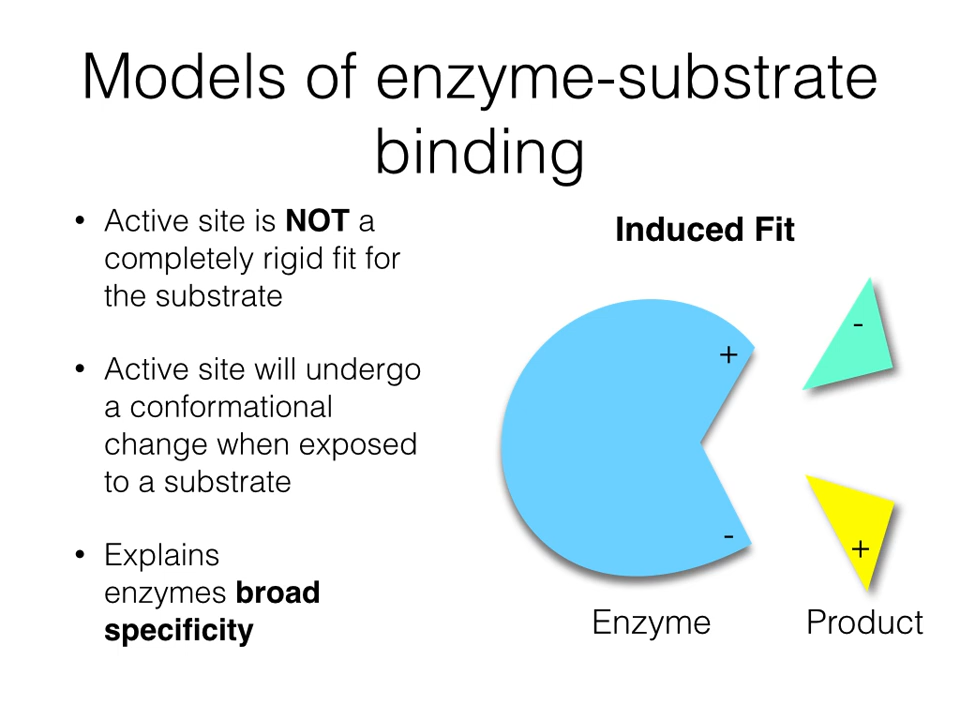 Models of enzyme-substrate
binding
• Active site is NOT a
completely rigid fit for
the substrate
• Active site will undergo
a conformational
change when exposed
to a substrate
• Explains
enzymes broad
specificity
Induced Fit
+
-
-
+
Enzyme
Product